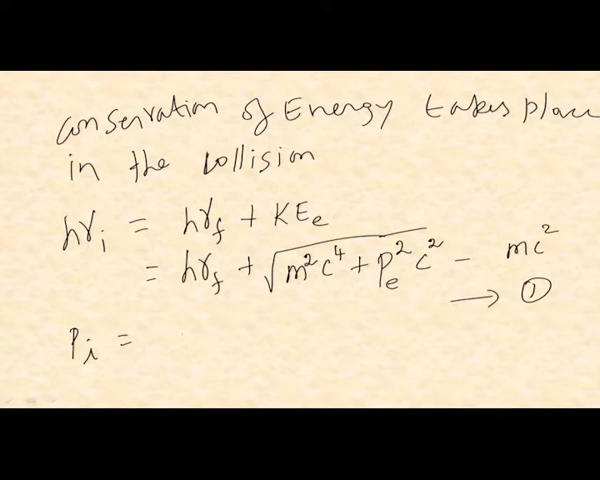 conservation of Energy takes place
in the collision
hγi = hγf + KEe
= hγf + √(m²c⁴ + Pe²c²) - mc²
→ ①
Pi =